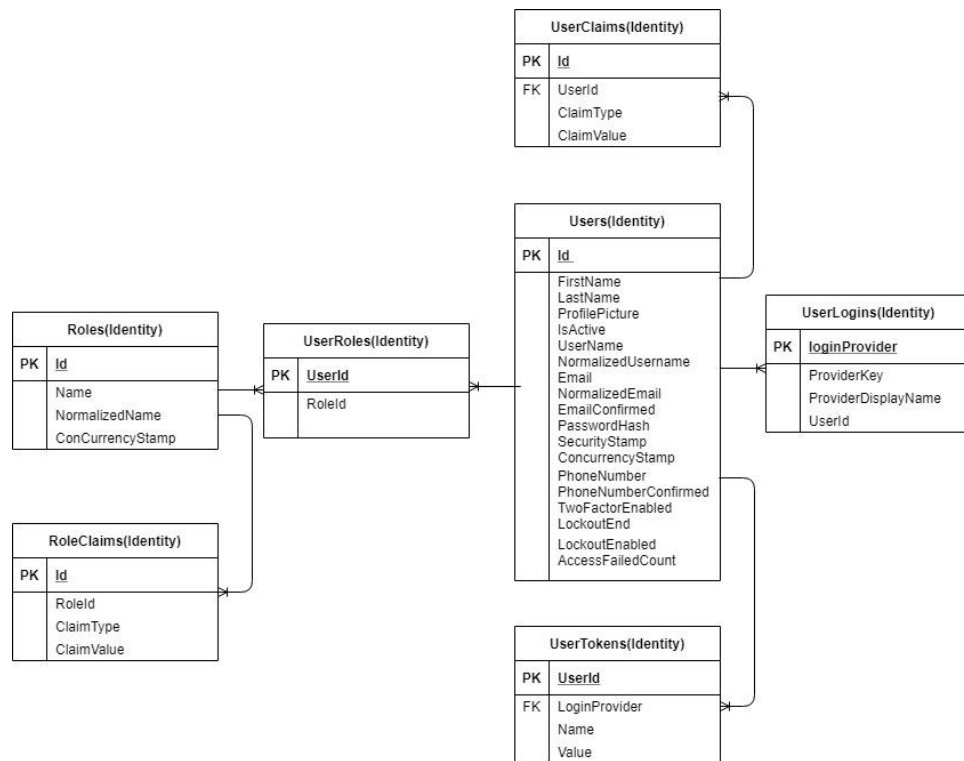 UserClaims(Identity)
PK Id
FK UserId
ClaimType
ClaimValue
Users(Identity)
PK Id
FirstName
LastName
ProfilePicture
IsActive
UserName
NormalizedUsername
Email
NormalizedEmail
EmailConfirmed
PasswordHash
SecurityStamp
ConcurrencyStamp
PhoneNumber
PhoneNumberConfirmed
TwoFactorEnabled
LockoutEnd
LockoutEnabled
AccessFailedCount
UserLogins(Identity)
PK loginProvider
ProviderKey
ProviderDisplayName
UserId
Roles(Identity)
PK Id
Name
NormalizedName
ConCurrencyStamp
UserRoles(Identity)
PK UserId
RoleId
RoleClaims(Identity)
PK Id
RoleId
ClaimType
ClaimValue
UserTokens(Identity)
PK UserId
FK LoginProvider
Name
Value